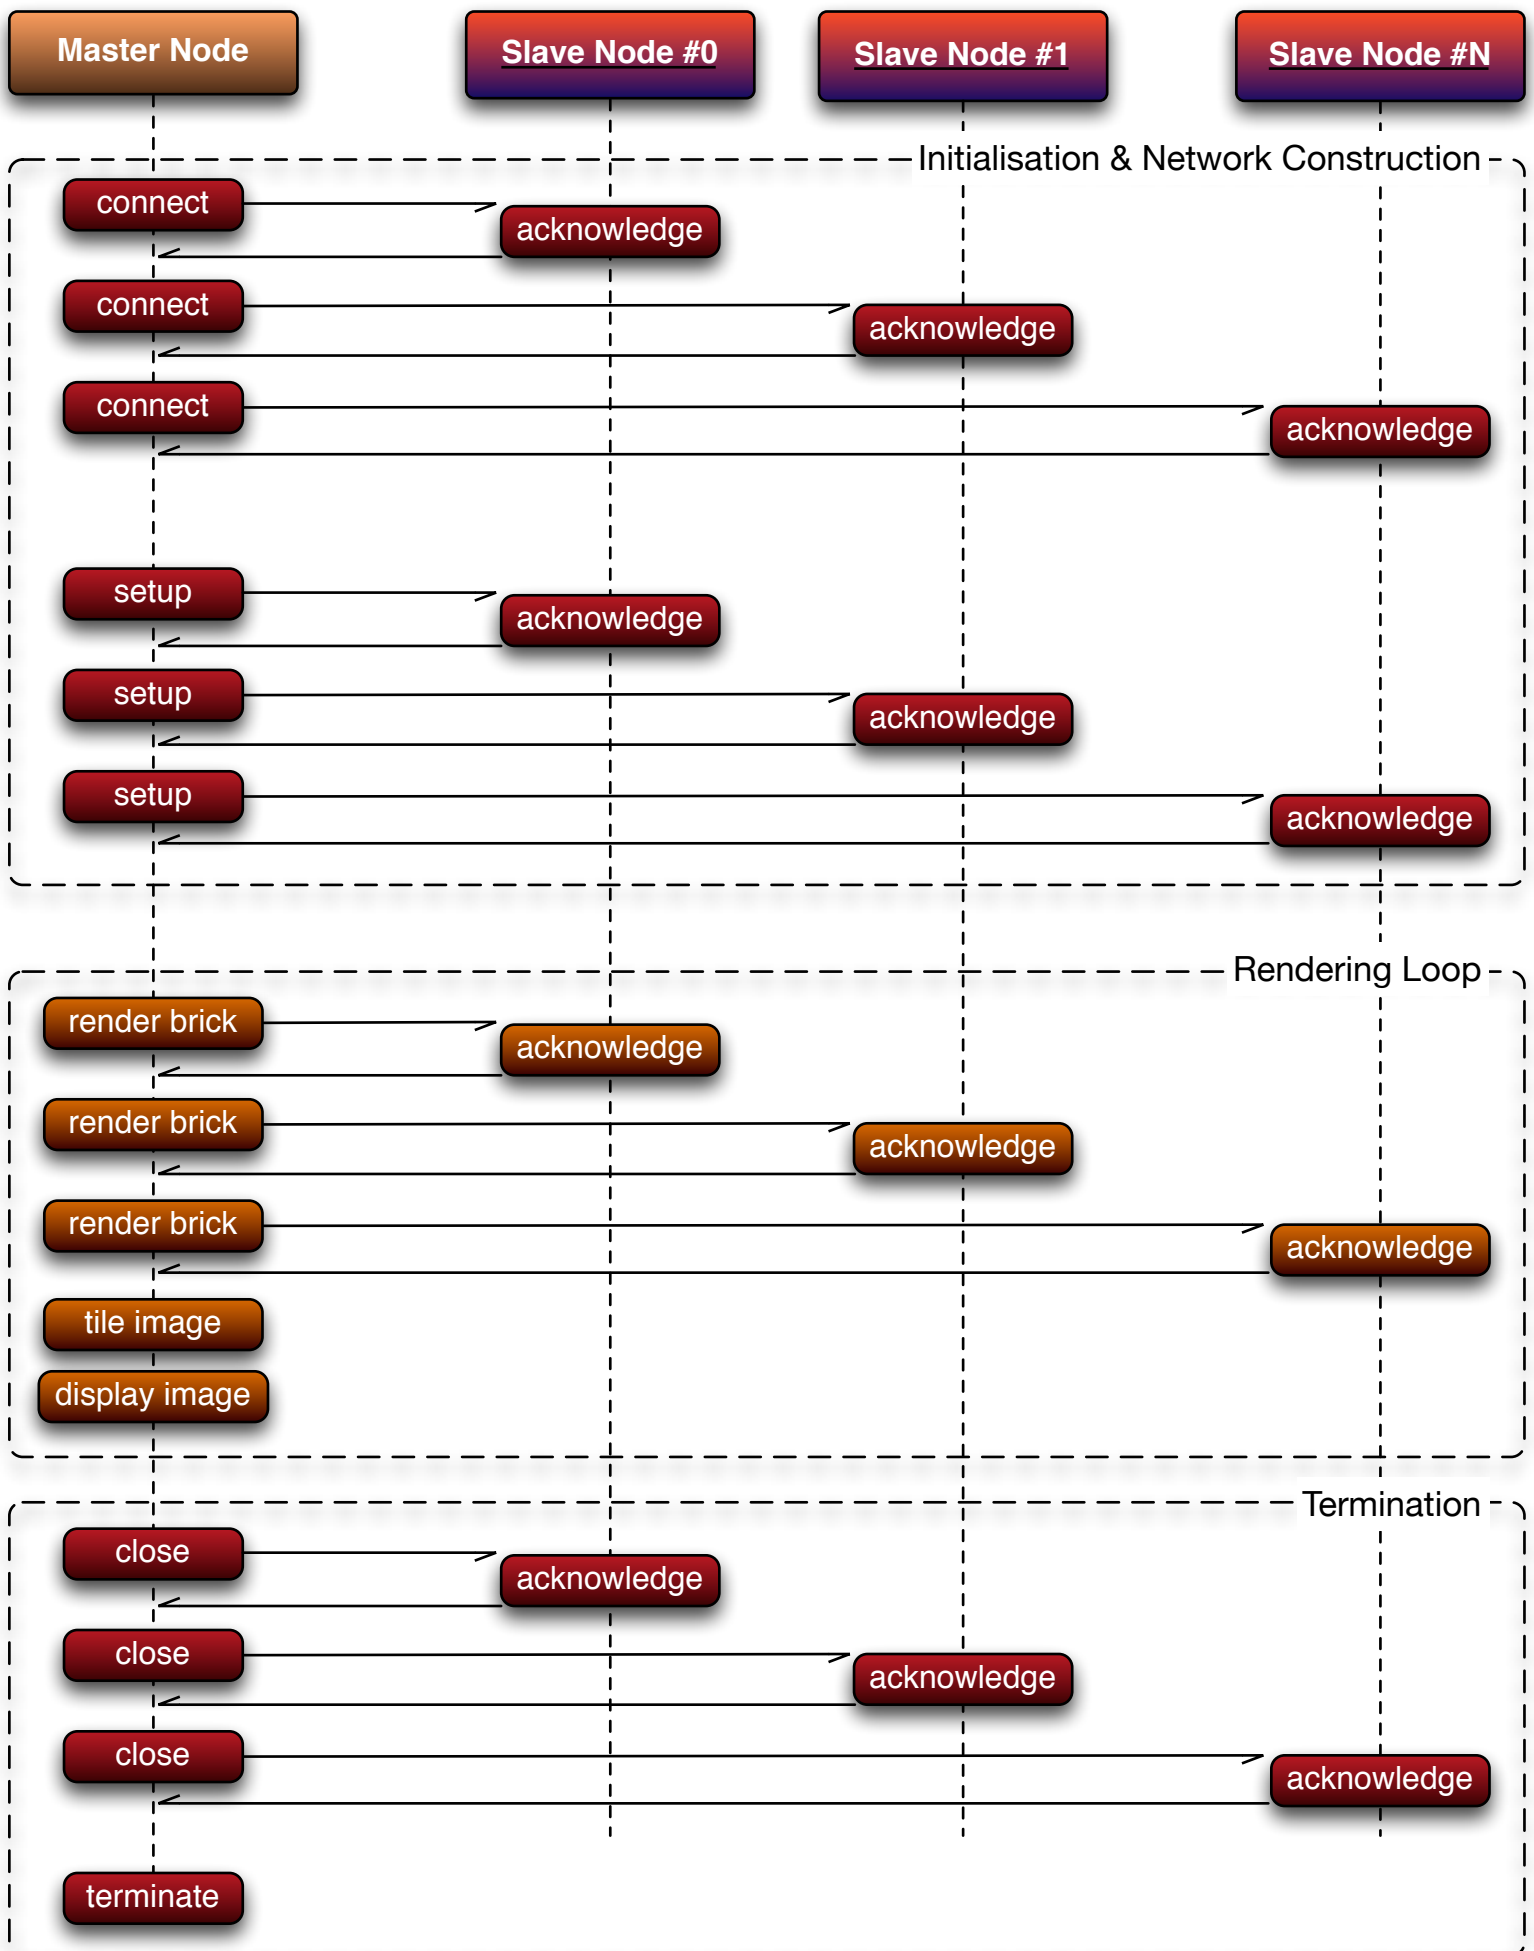 Master Node
Slave Node #0
Slave Node #1
Slave Node #N
Initialisation & Network Construction
connect
acknowledge
connect
acknowledge
connect
acknowledge
setup
acknowledge
setup
acknowledge
setup
acknowledge
Rendering Loop
render brick
acknowledge
render brick
acknowledge
render brick
acknowledge
tile image
display image
Termination
close
acknowledge
close
acknowledge
close
acknowledge
terminate